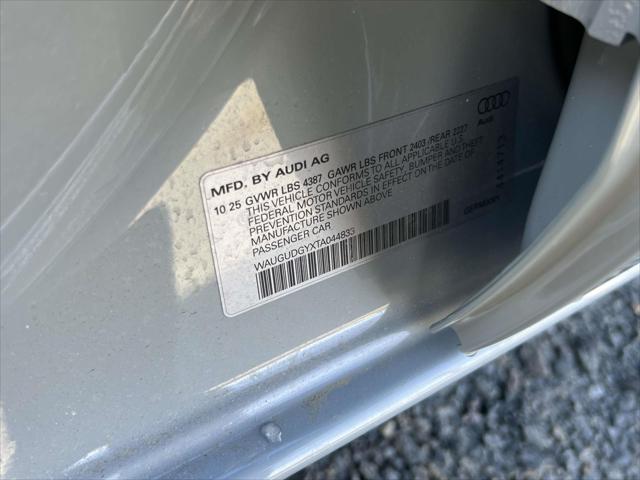 Audi
MFD. BY AUDI AG
10 25 GVWR LBS 4387 GAWR LBS FRONT 2403 /REAR 2227
THIS VEHICLE CONFORMS TO ALL APPLICABLE U.S.
FEDERAL MOTOR VEHICLE SAFETY, BUMPER AND THEFT
PREVENTION STANDARDS IN EFFECT ON THE DATE OF
MANUFACTURE SHOWN ABOVE
PASSENGER CAR
WAUGUDGYXTA044833
GERMANY